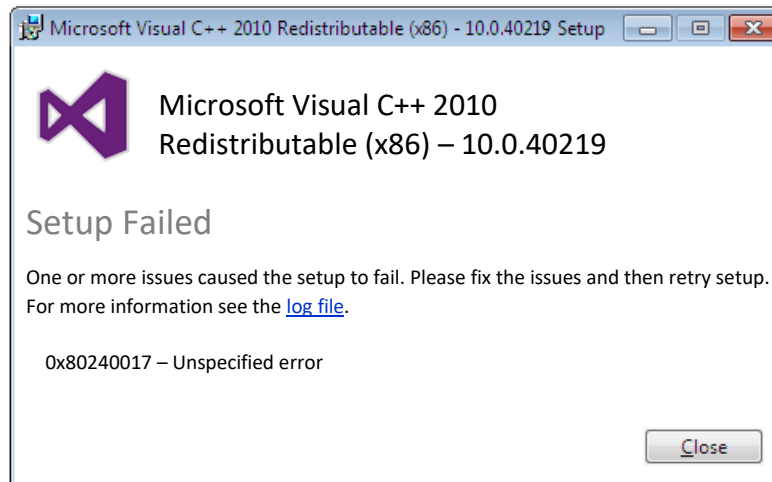 Microsoft Visual C++ 2010 Redistributable (x86) - 10.0.40219 Setup
Microsoft Visual C++ 2010
Redistributable (x86) – 10.0.40219
Setup Failed
One or more issues caused the setup to fail. Please fix the issues and then retry setup.
For more information see the log file.
0x80240017 – Unspecified error
Close